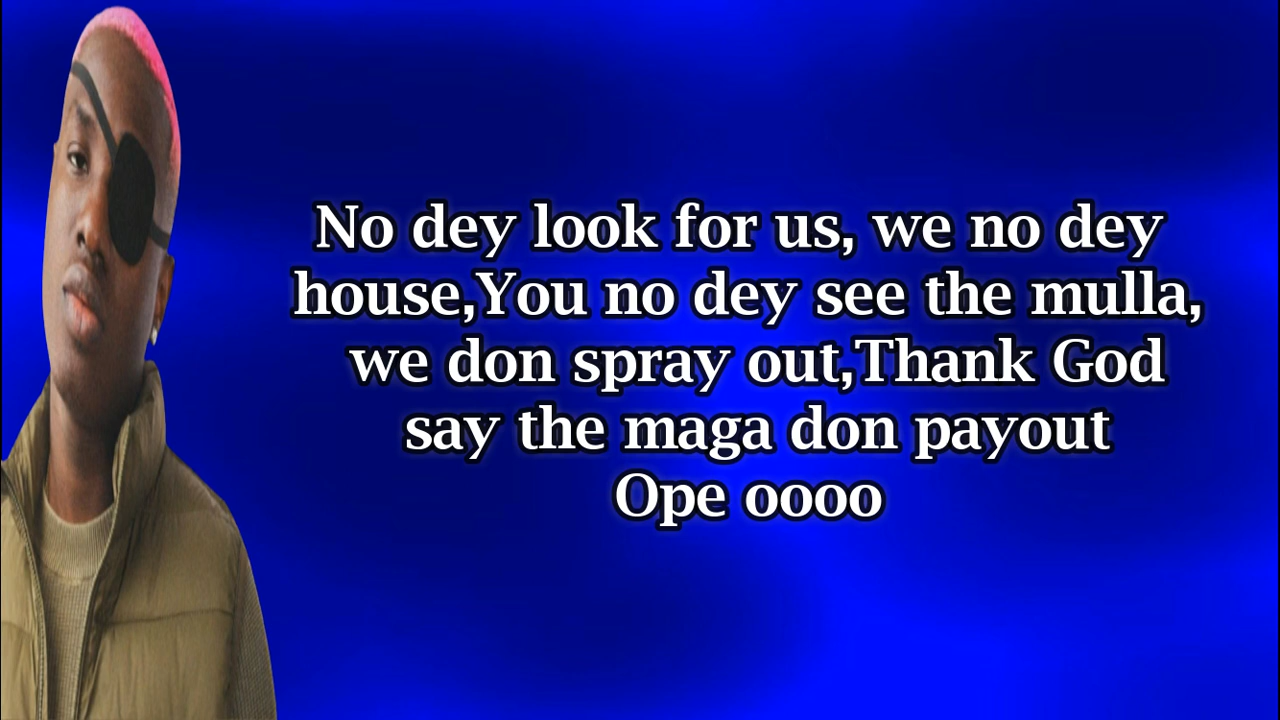 No dey look for us, we no dey
house,You no dey see the mulla,
we don spray out,Thank God
say the maga don payout
Ope oooo